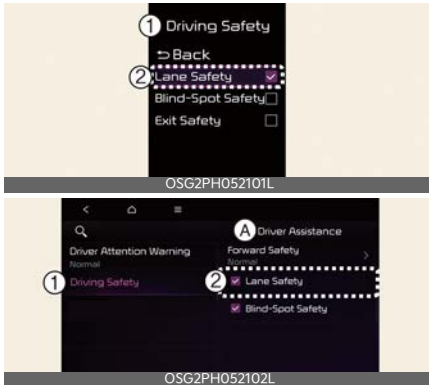 1 Driving Safety
Back
2 Lane Safety
Blind-Spot Safety
Exit Safety
OSG2PH052101L
A Driver Assistance
Driver Attention Warning
Normal
Forward Safety
Normal
1 Driving Safety
2 Lane Safety
Blind-Spot Safety
OSG2PH052102L